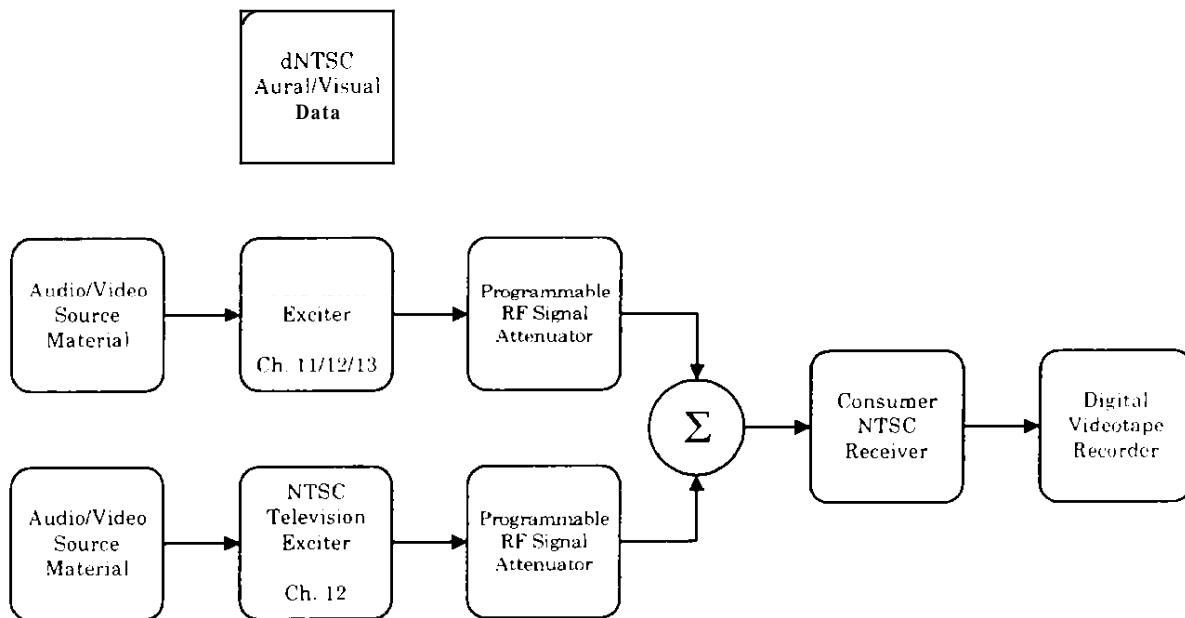 dNTSC
Aural/Visual
Data
Audio/Video
Source
Material
Exciter
Ch. 11/12/13
Programmable
RF Signal
Attenuator
Σ
Consumer
NTSC
Receiver
Digital
Videotape
Recorder
Audio/Video
Source
Material
NTSC
Television
Exciter
Ch. 12
Programmable
RF Signal
Attenuator